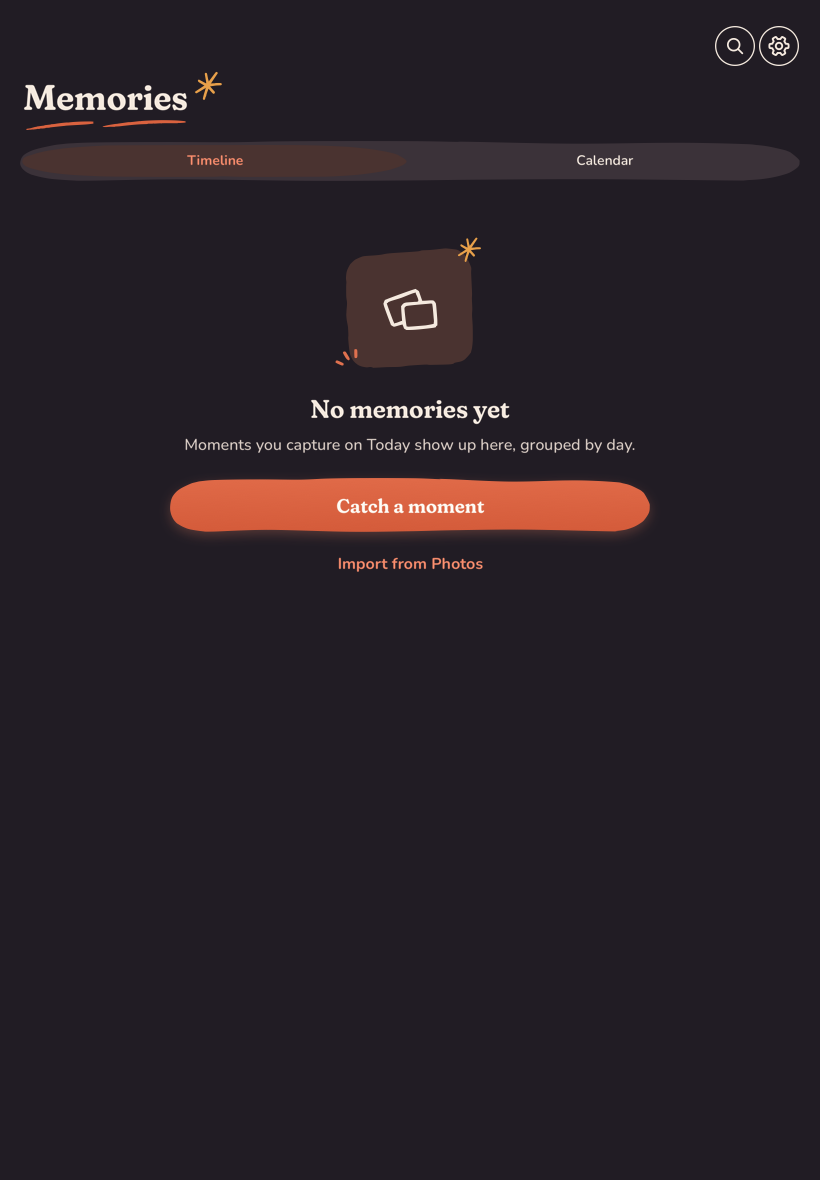 Memories
Timeline
Calendar
No memories yet
Moments you capture on Today show up here, grouped by day.
Catch a moment
Import from Photos